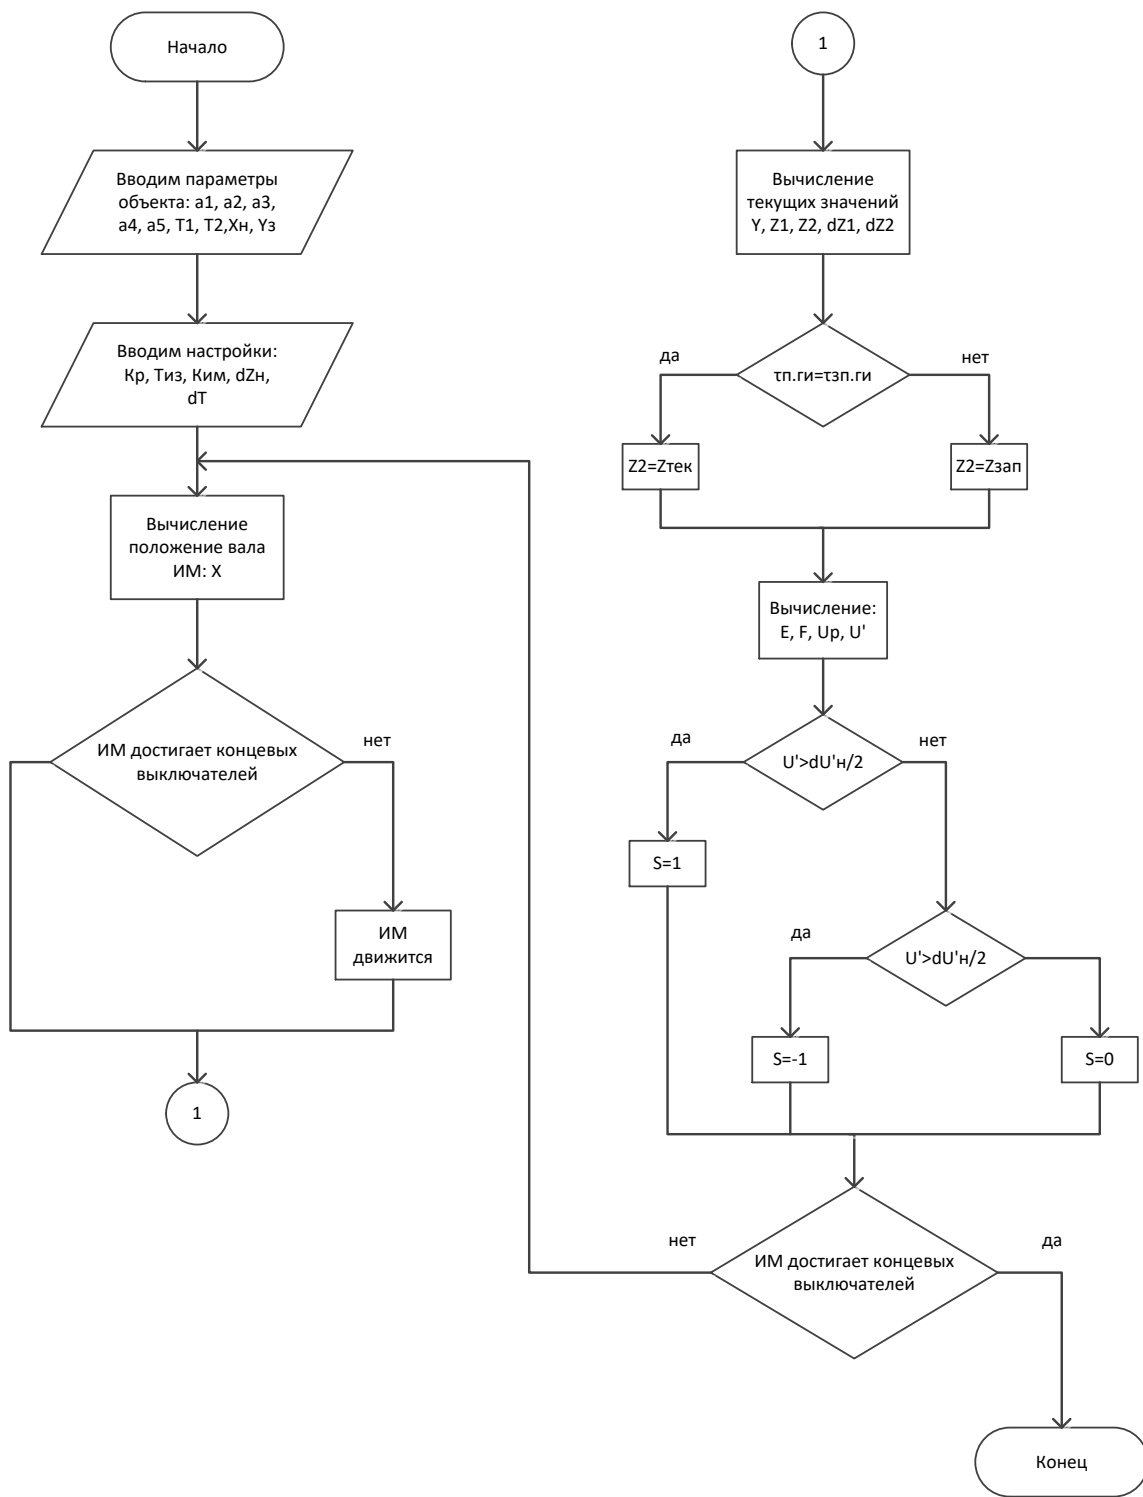 Начало
Вводим параметры
объекта: a1, a2, a3,
a4, a5, T1, T2,Xн, Yз
Вводим настройки:
Кр, Тиз, Ким, dZн,
dT
Вычисление
положение вала
ИМ: X
ИМ достигает концевых
выключателей
нет
ИМ
движится
1
1
Вычисление
текущих значений
Y, Z1, Z2, dZ1, dZ2
да
τп.ги=τзп.ги
нет
Z2=Zтек
Z2=Zзап
Вычисление:
E, F, Up, U'
да
U'>dU'н/2
нет
S=1
да
U'>dU'н/2
S=-1
S=0
нет
ИМ достигает концевых
выключателей
да
Конец